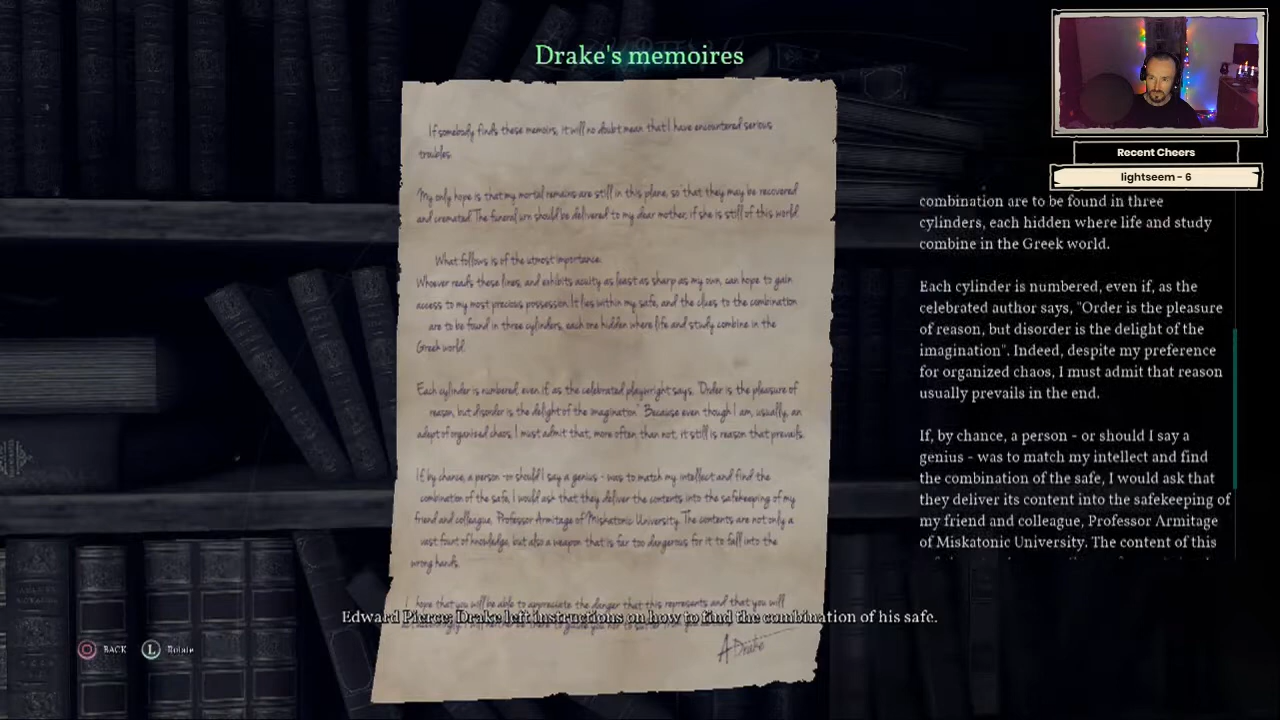 Drake's memoires
If somebody finds these memoirs, it will no doubt mean that I have encountered serious
troubles.
My only hope is that my mortal remains are still in this plane, so that they may be recovered
and cremated. The funeral urn should be delivered to my dear mother, if she is still of this world.
What follows is of the utmost importance.
Whoever reads these lines, and exhibits acuity as least as sharp as my own, can hope to gain
access to my most precious possession. It lies within my safe, and the clues to the combination
are to be found in three cylinders, each one hidden where life and study combine in the
Greek world.
Each cylinder is numbered, even if, as the celebrated playwright says, "Order is the pleasure of
reason, but disorder is the delight of the imagination." Because even though I am, usually, an
adept of organized chaos, I must admit that, more often than not, it still is reason that prevails.
If by chance, a person -or should I say a genius - was to match my intellect and find the
combination of the safe, I would ask that they deliver the contents into the safekeeping of my
friend and colleague, Professor Armitage of Miskatonic University. The contents are not only a
vast fount of knowledge, but also a weapon that is far too dangerous for it to fall into the
wrong hands.
I hope that you will be able to appreciate the danger that this represents and that you will
A Drake
Edward Pierce: Drake left instructions on how to find the combination of his safe.
BACK
L
Rotate
Recent Cheers
lightseem - 6
combination are to be found in three
cylinders, each hidden where life and study
combine in the Greek world.
Each cylinder is numbered, even if, as the
celebrated author says, "Order is the pleasure
of reason, but disorder is the delight of the
imagination". Indeed, despite my preference
for organized chaos, I must admit that reason
usually prevails in the end.
If, by chance, a person - or should I say a
genius - was to match my intellect and find
the combination of the safe, I would ask that
they deliver its content into the safekeeping of
my friend and colleague, Professor Armitage
of Miskatonic University. The content of this